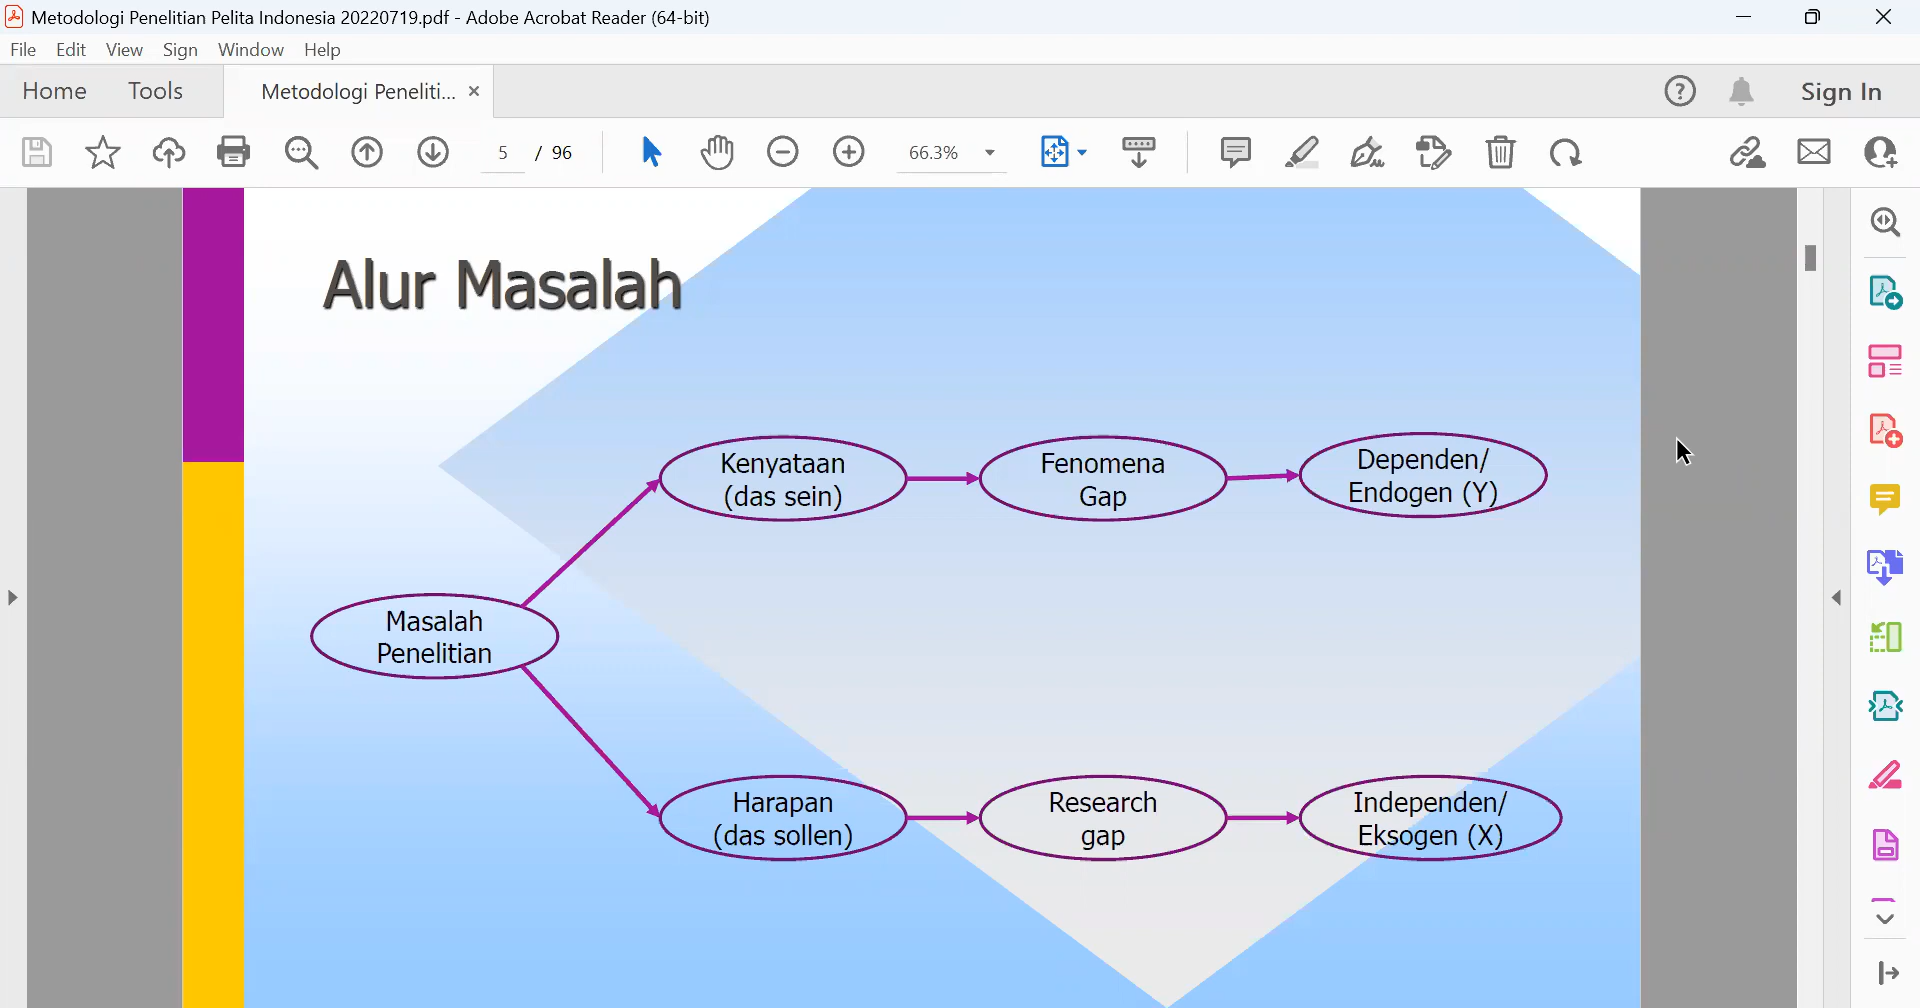 Metodologi Penelitian Pelita Indonesia 20220719.pdf - Adobe Acrobat Reader (64-bit)
File Edit View Sign Window Help
Home Tools Metodologi Peneliti... × ? Sign In
5 / 96 66.3%
Alur Masalah
Kenyataan
(das sein)
Fenomena
Gap
Dependen/
Endogen (Y)
Masalah
Penelitian
Harapan
(das sollen)
Research
gap
Independen/
Eksogen (X)